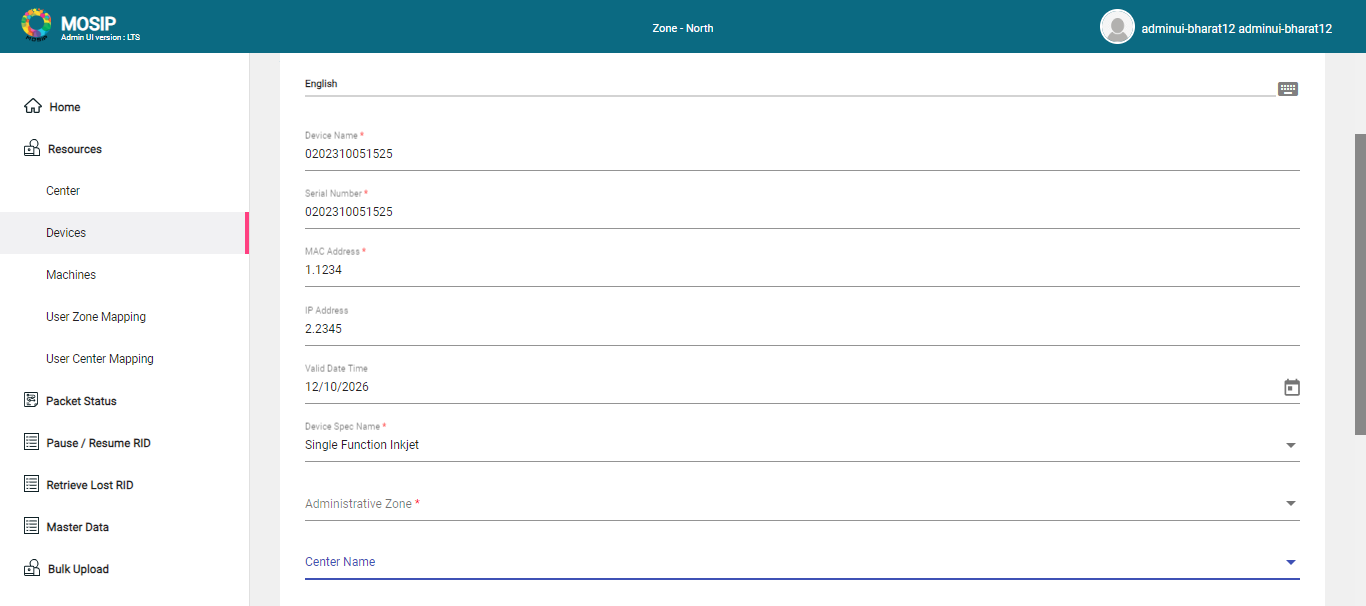 MOSIP
Admin UI version : LTS
Zone - North
adminui-bharat12 adminui-bharat12
Home
Resources
Center
Devices
Machines
User Zone Mapping
User Center Mapping
Packet Status
Pause / Resume RID
Retrieve Lost RID
Master Data
Bulk Upload
English
Device Name *
0202310051525
Serial Number *
0202310051525
MAC Address *
1.1234
IP Address
2.2345
Valid Date Time
12/10/2026
Device Spec Name *
Single Function Inkjet
Administrative Zone *
Center Name